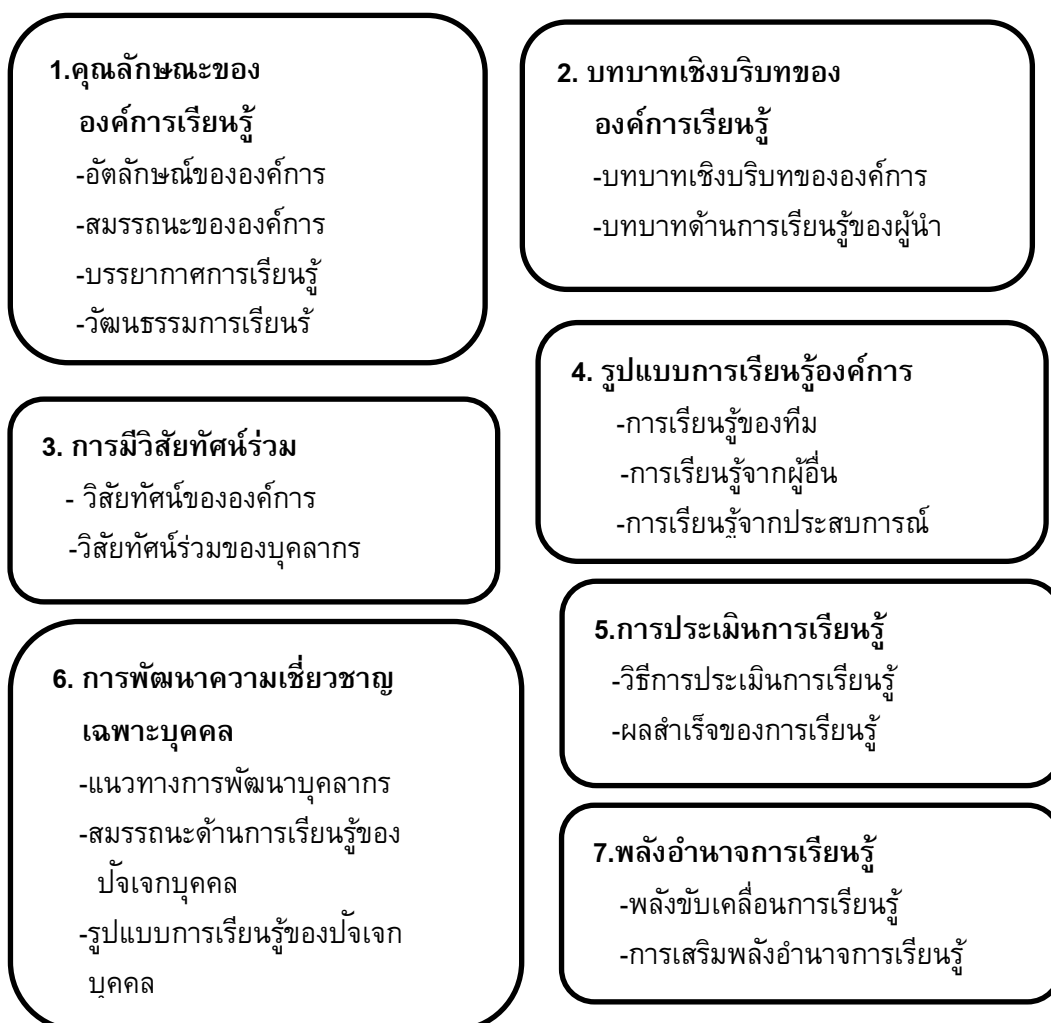 1.คุณลักษณะของ
องค์การเรียนรู้
-อัตลักษณ์ขององค์การ
-สมรรถนะขององค์การ
-บรรยากาศการเรียนรู้
-วัฒนธรรมการเรียนร้
2. บทบาทเชิงบริบทของ
องค์การเรียนรู้
-บทบาทเชิงบริบทขององค์การ
-บทบาทด้านการเรียนรู้ของผู้นำ
3. การมีวิสัยทัศน์ร่วม
- วิสัยทัศน์ขององค์การ
-วิสัยทัศน์ร่วมของบุคลากร
4. รูปแบบการเรียนรู้องค์การ
-การเรียนรู้ของทีม
-การเรียนรู้จากผู้อื่น
-การเรียนรู้จากประสบการณ์
5.การประเมินการเรียนรู้
-วิธีการประเมินการเรียนรู้
-ผลสำเร็จของการเรียนรู้
6. การพัฒนาความเชี่ยวชาญ
เฉพาะบุคคล
-แนวทางการพัฒนาบุคลากร
-สมรรถนะด้านการเรียนรู้ของ
ปัจเจกบุคคล
-รูปแบบการเรียนรู้ของปัจเจก
บุคคล
7.พลังอำนาจการเรียนรู้
-พลังขับเคลื่อนการเรียนรู้
-การเสริมพลังอำนาจการเรียนรู้